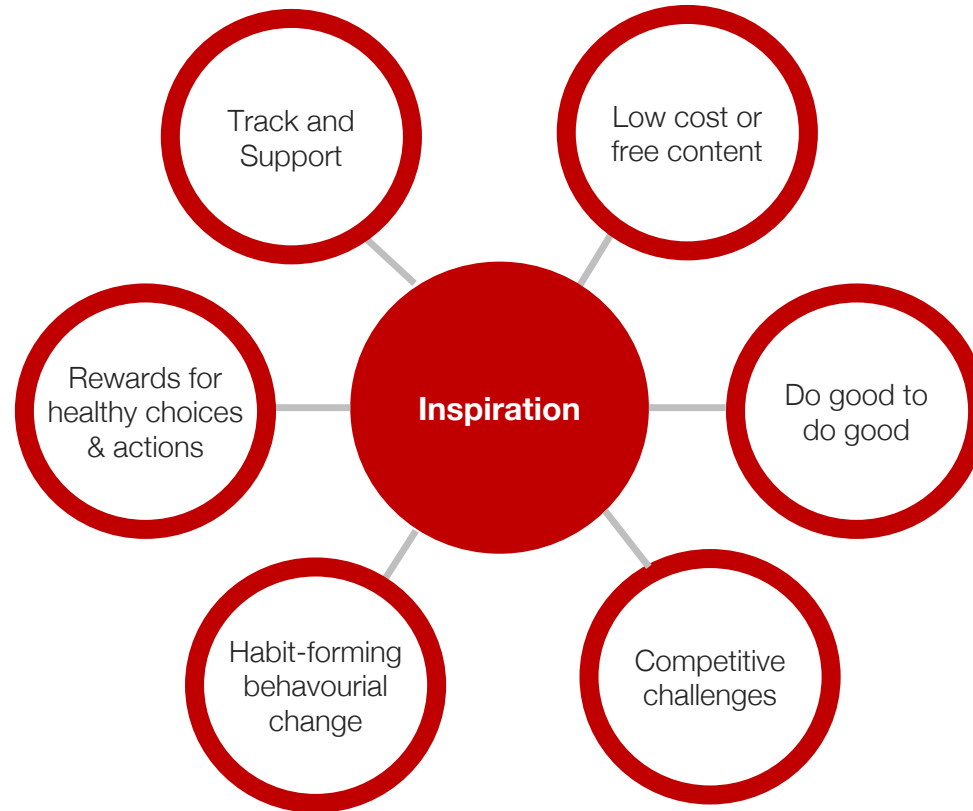 Track and
Support
Low cost or
free content
Rewards for
healthy choices
& actions
Inspiration
Do good to
do good
Habit-forming
behavourial
change
Competitive
challenges